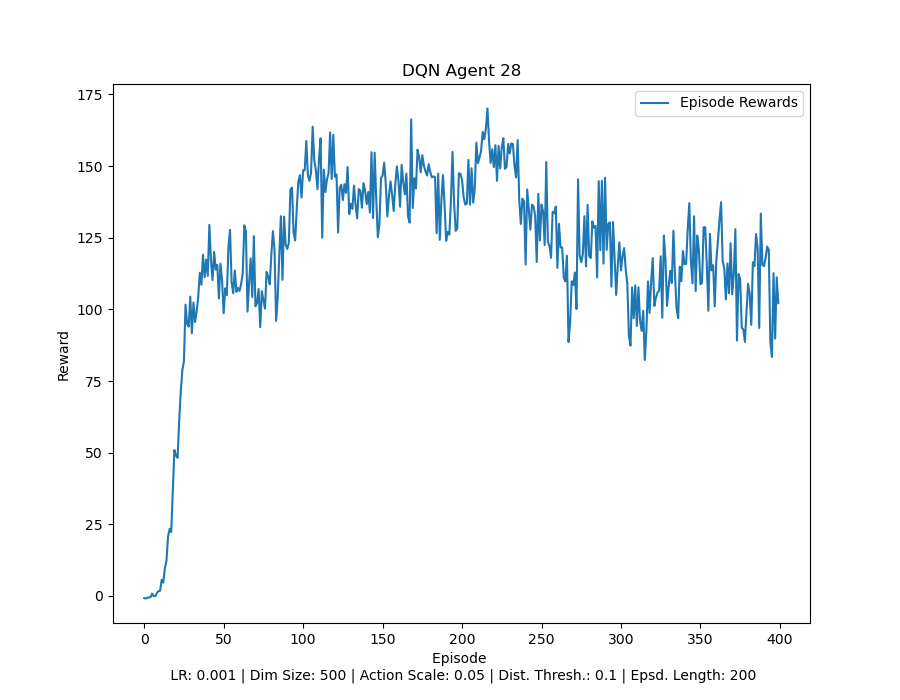 DQN Agent 28
175
150
125
100
75
50
25
0
Reward
Episode Rewards
0 50 100 150 200 250 300 350 400
Episode
LR: 0.001 | Dim Size: 500 | Action Scale: 0.05 | Dist. Thresh.: 0.1 | Epsd. Length: 200